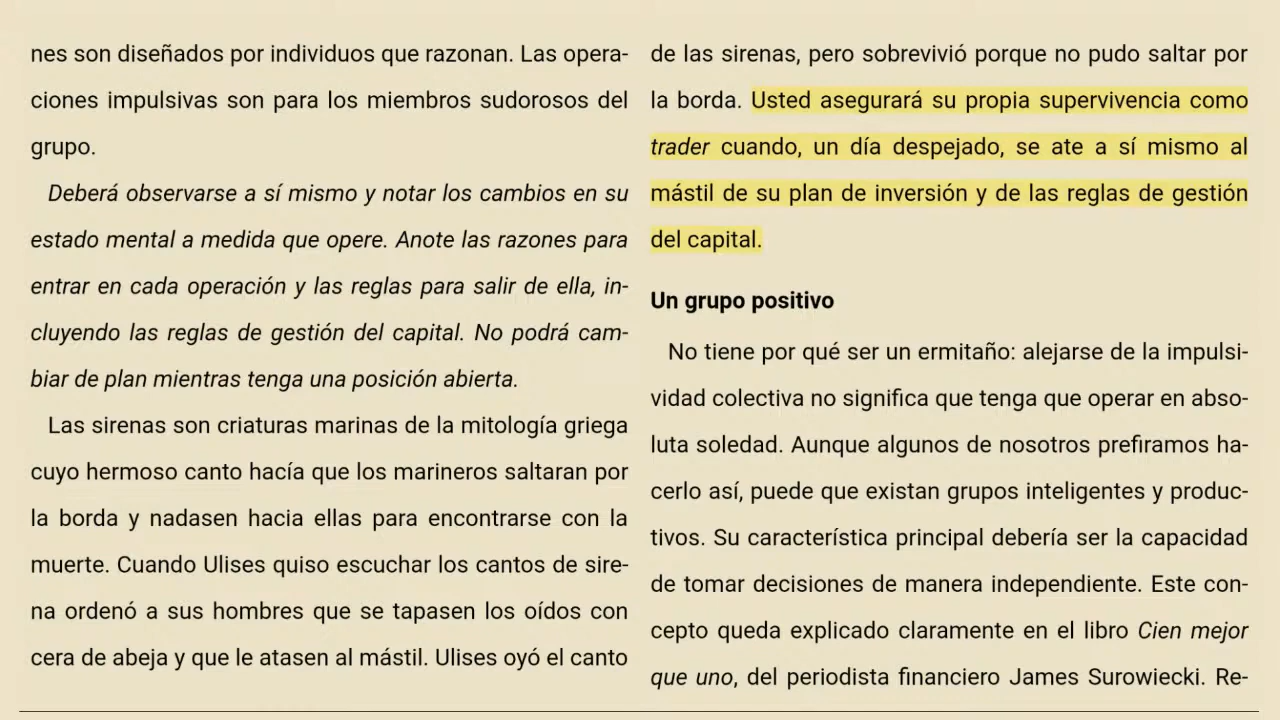 nes son diseñados por individuos que razonan. Las opera-
ciones impulsivas son para los miembros sudorosos del
grupo.
Deberá observarse a sí mismo y notar los cambios en su
estado mental a medida que opere. Anote las razones para
entrar en cada operación y las reglas para salir de ella, in-
cluyendo las reglas de gestión del capital. No podrá cam-
biar de plan mientras tenga una posición abierta.
Las sirenas son criaturas marinas de la mitología griega
cuyo hermoso canto hacía que los marineros saltaran por
la borda y nadasen hacia ellas para encontrarse con la
muerte. Cuando Ulises quiso escuchar los cantos de sire-
na ordenó a sus hombres que se tapasen los oídos con
cera de abeja y que le atasen al mástil. Ulises oyó el canto
de las sirenas, pero sobrevivió porque no pudo saltar por
la borda. Usted asegurará su propia supervivencia como
trader cuando, un día despejado, se ate a sí mismo al
mástil de su plan de inversión y de las reglas de gestión
del capital.
Un grupo positivo
No tiene por qué ser un ermitaño: alejarse de la impulsi-
vidad colectiva no significa que tenga que operar en abso-
luta soledad. Aunque algunos de nosotros prefiramos ha-
cerlo así, puede que existan grupos inteligentes y produc-
tivos. Su característica principal debería ser la capacidad
de tomar decisiones de manera independiente. Este con-
cepto queda explicado claramente en el libro Cien mejor
que uno, del periodista financiero James Surowiecki. Re-